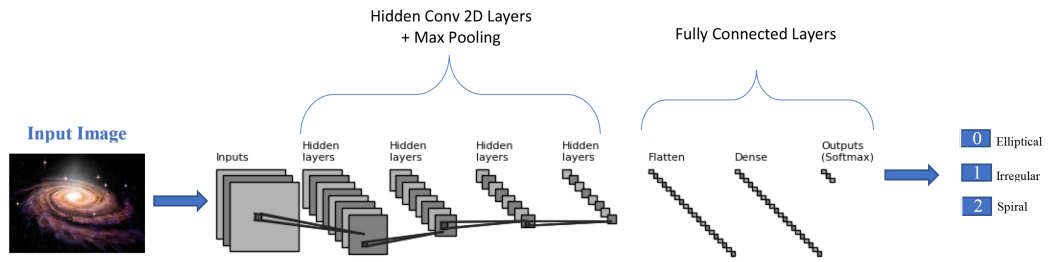 Hidden Conv 2D Layers
+ Max Pooling
Fully Connected Layers
Input Image
Inputs
Hidden
layers
Hidden
layers
Hidden
layers
Hidden
layers
Flatten
Dense
Outputs
(Softmax)
0 Elliptical
1 Irregular
2 Spiral